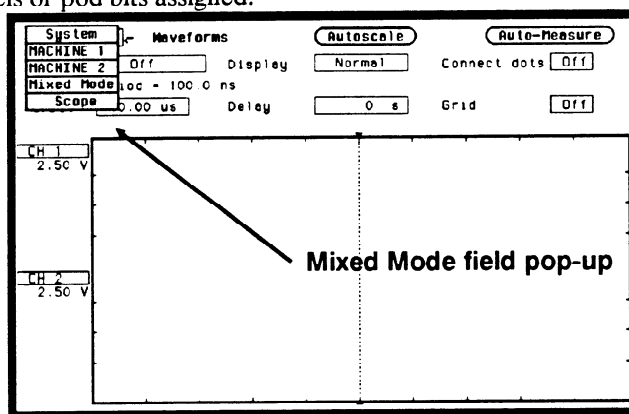 els or pod bits assigned.
System
MACHINE 1
MACHINE 2
Mixed Mode
Scope
Waveforms
Autoscale
Auto-Measure
Off
Display
Normal
Connect dots
Off
iod = 100.0 ns
0.00 us
Delay
0 s
Grid
Off
CH 1
2.50 V
CH 2
2.50 V
Mixed Mode field pop-up